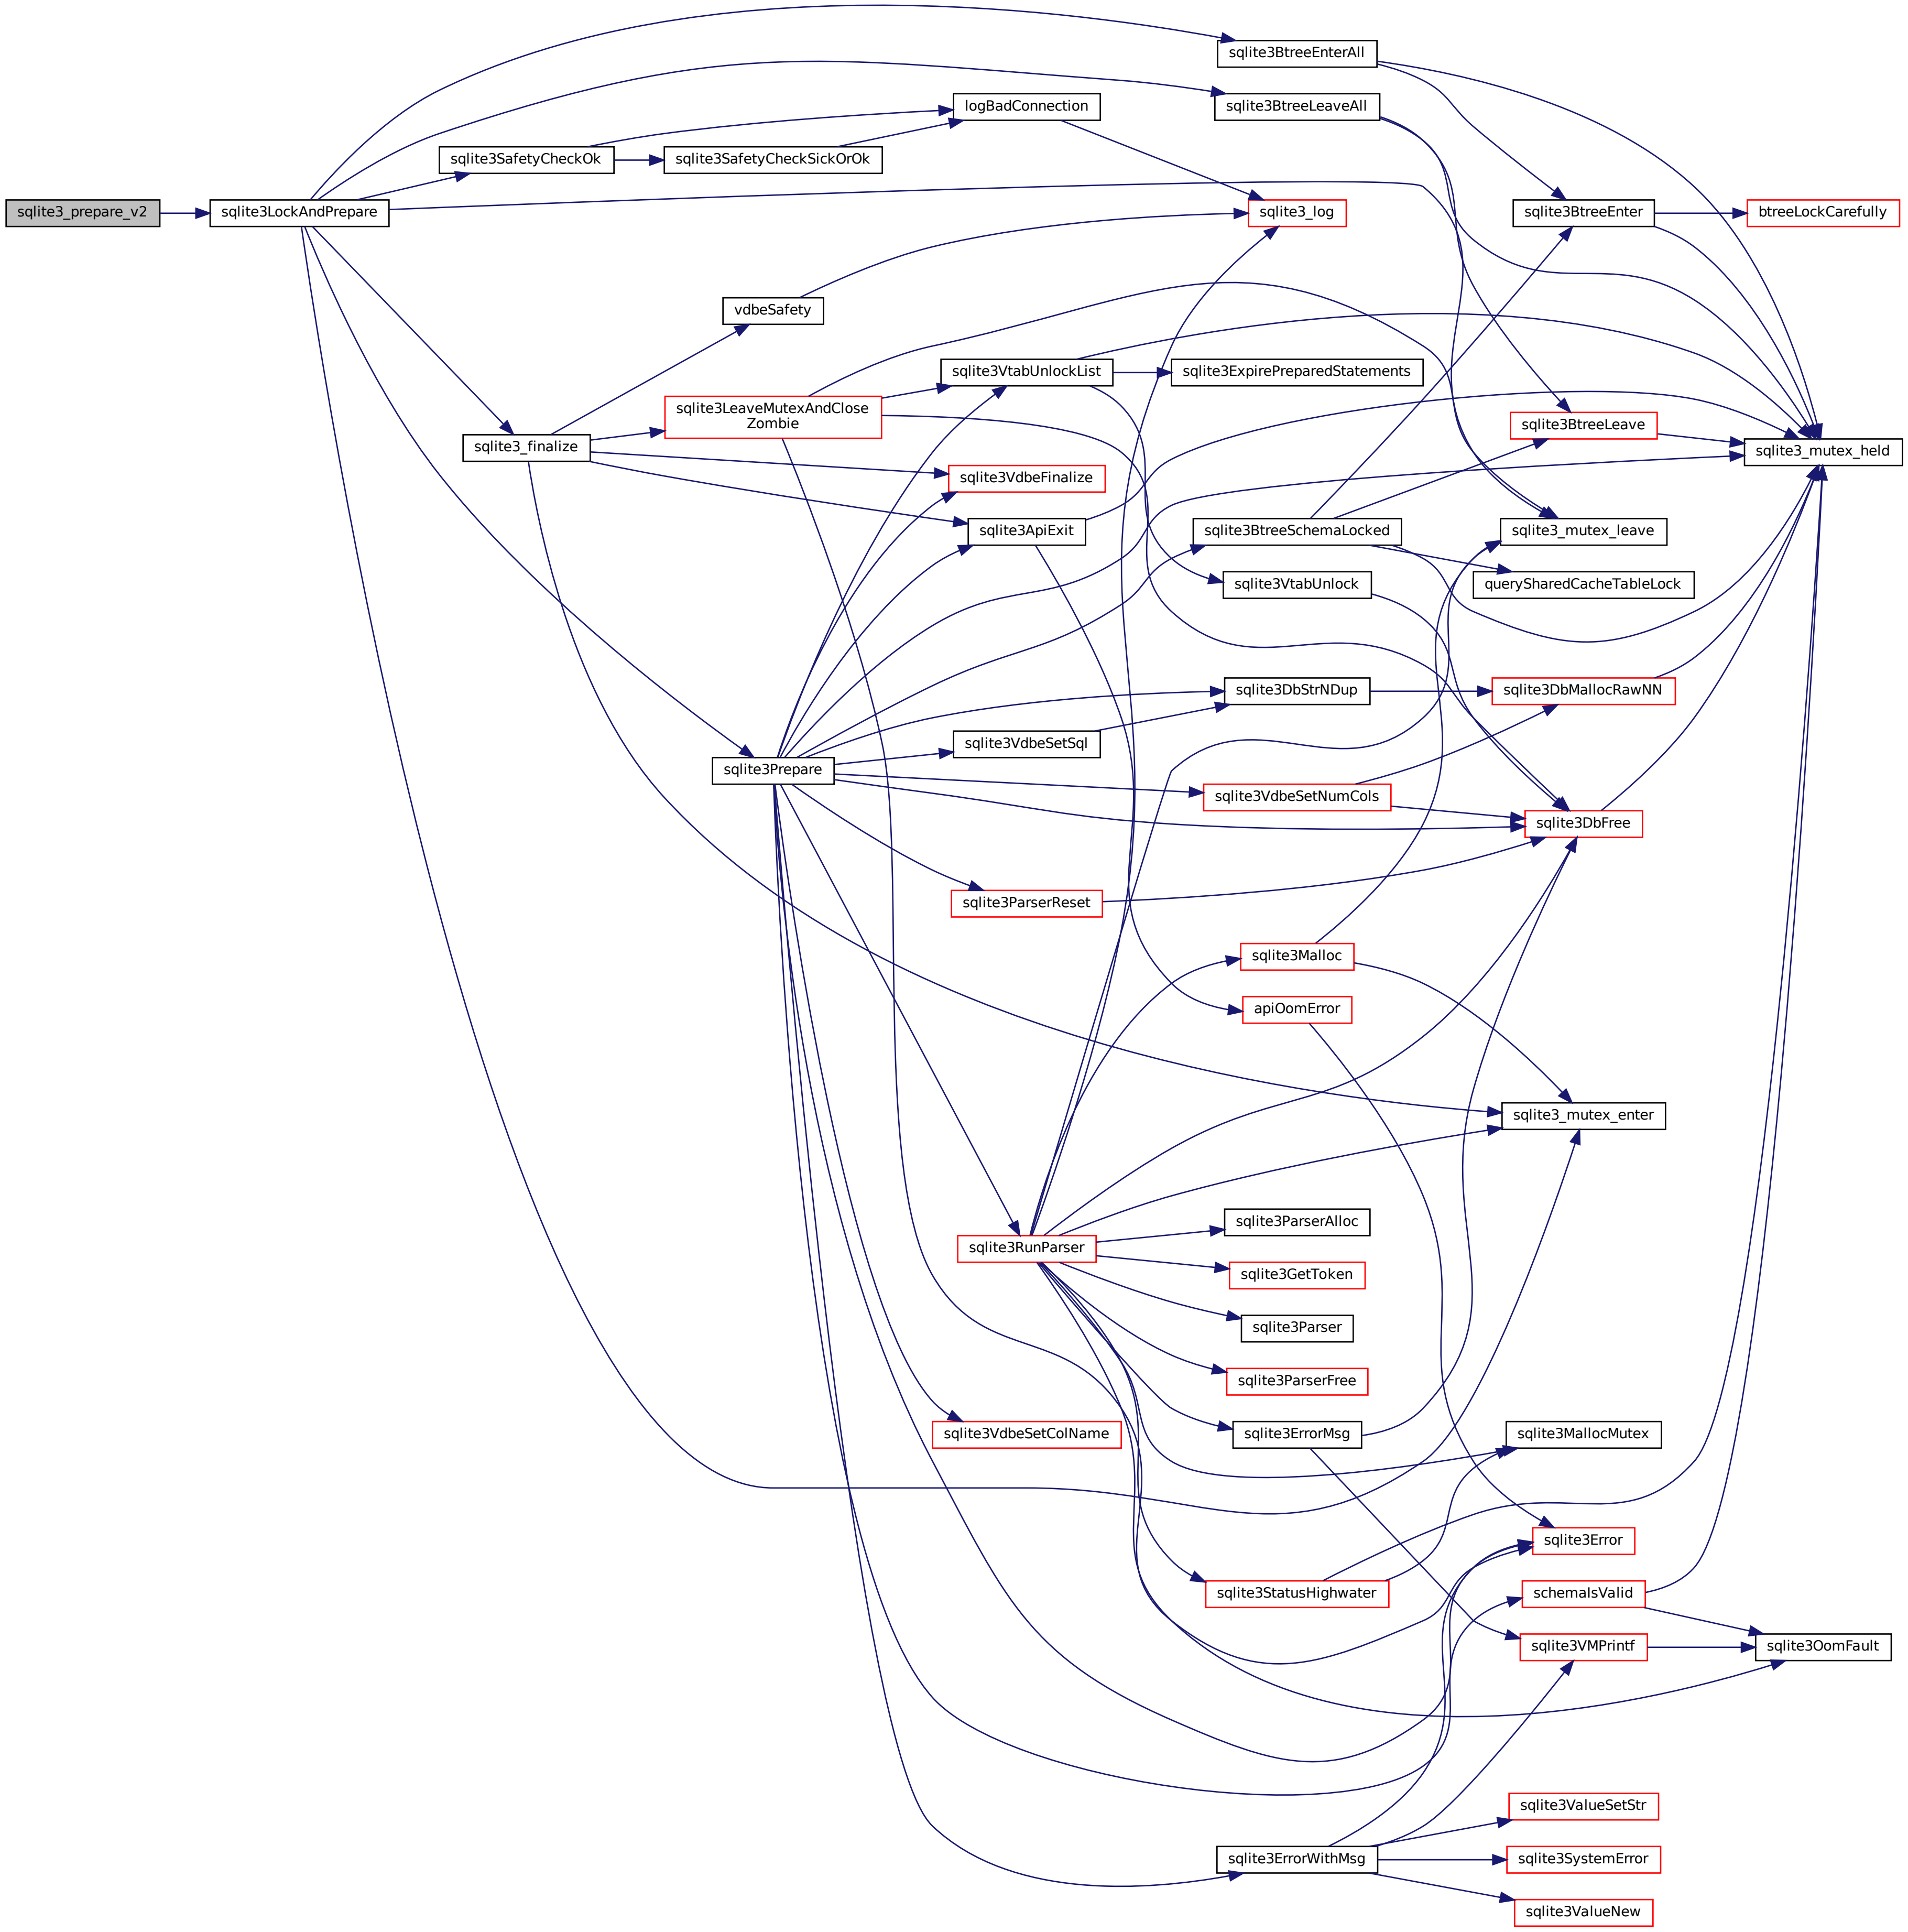 sqlite3BtreeEnterAll
sqlite3BtreeLeaveAll
logBadConnection
sqlite3SafetyCheckOk
sqlite3SafetyCheckSickOrOk
sqlite3_prepare_v2
sqlite3LockAndPrepare
sqlite3_log
sqlite3BtreeEnter
btreeLockCarefully
vdbeSafety
sqlite3VtabUnlockList
sqlite3ExpirePreparedStatements
sqlite3LeaveMutexAndClose
Zombie
sqlite3BtreeLeave
sqlite3_finalize
sqlite3_mutex_held
sqlite3VdbeFinalize
sqlite3ApiExit
sqlite3BtreeSchemaLocked
sqlite3_mutex_leave
sqlite3VtabUnlock
querySharedCacheTableLock
sqlite3DbStrNDup
sqlite3DbMallocRawNN
sqlite3VdbeSetSql
sqlite3Prepare
sqlite3VdbeSetNumCols
sqlite3DbFree
sqlite3ParserReset
sqlite3Malloc
apiOomError
sqlite3_mutex_enter
sqlite3ParserAlloc
sqlite3RunParser
sqlite3GetToken
sqlite3Parser
sqlite3ParserFree
sqlite3VdbeSetColName
sqlite3ErrorMsg
sqlite3MallocMutex
sqlite3Error
sqlite3StatusHighwater
schemaIsValid
sqlite3VMPrintf
sqlite3OomFault
sqlite3ValueSetStr
sqlite3ErrorWithMsg
sqlite3SystemError
sqlite3ValueNew